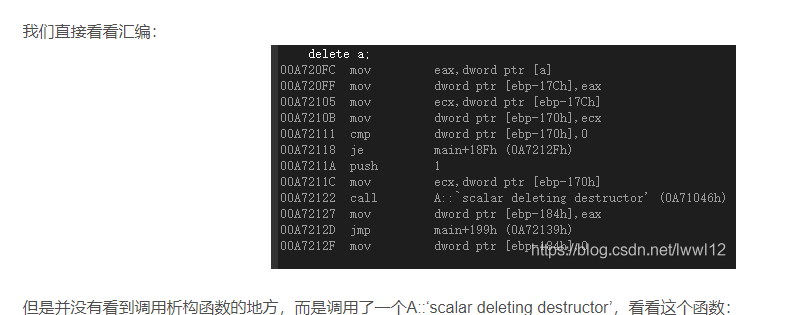 我们直接看看汇编：
delete a;
00A720FC mov eax,dword ptr [a]
00A720FF mov dword ptr [ebp-17Ch],eax
00A72105 mov ecx,dword ptr [ebp-17Ch]
00A7210B mov dword ptr [ebp-170h],ecx
00A72111 cmp dword ptr [ebp-170h],0
00A72118 je main+18Fh (0A7212Fh)
00A7211A push 1
00A7211C mov ecx,dword ptr [ebp-170h]
00A72122 call A::`scalar deleting destructor' (0A71046h)
00A72127 mov dword ptr [ebp-184h],eax
00A7212D jmp main+199h (0A72139h)
00A7212F mov dword ptr [ebp-184h],0
https://blog.csdn.net/lwwl12
但是并没有看到调用析构函数的地方，而是调用了一个A::‘scalar deleting destructor’，看看这个函数：